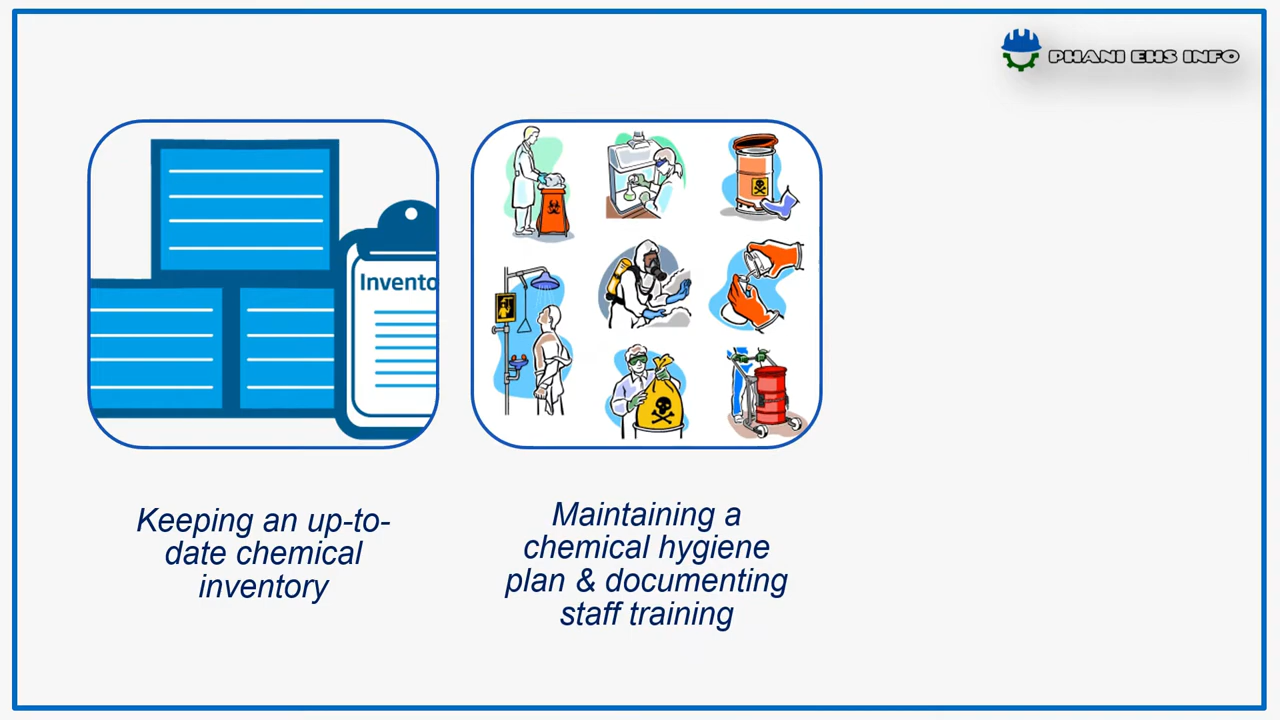 PHANI EHS INFO
Invento
Keeping an up-to-
date chemical
inventory
Maintaining a
chemical hygiene
plan & documenting
staff training